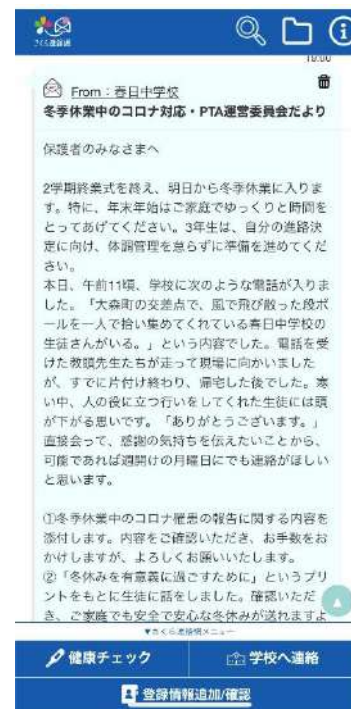 さくら連絡網
10:00
From：春日中学校
冬季休業中のコロナ対応・PTA運営委員会だより
保護者のみなさまへ
2学期終業式を終え、明日から冬季休業に入りま
す。特に、年末年始はご家庭でゆっくりと時間を
とってあげてください。3年生は、自分の進路決
定に向け、体調管理を怠らずに準備を進めてくだ
さい。
本日、午前11頃、学校に次のような電話が入りま
した。「大森町の交差点で、風で飛び散った段ボ
ールを一人で拾い集めてくれている春日中学校の
生徒さんがいる。」という内容でした。電話を受
けた教頭先生たちが走って現場に向かいました
が、すでに片付け終わり、帰宅した後でした。寒
い中、人の役に立つ行いをしてくれた生徒には頭
が下がる思いです。「ありがとうございます。」
直接会って、感謝の気持ちを伝えたいことから、
可能であれば週開けの月曜日にでも連絡がほしい
と思います。
①冬季休業中のコロナ罹患の報告に関する内容を
添付します。内容をご確認いただき、お手数をお
かけしますが、よろしくお願いいたします。
②「冬休みを有意義に過ごすために」というプリ
ントをもとに生徒に話をしました。確認いただ
き、ご家庭でも安全で安心な冬休みが送れますよ
▼さくら連絡網メニュー
健康チェック
学校へ連絡
登録情報追加/確認